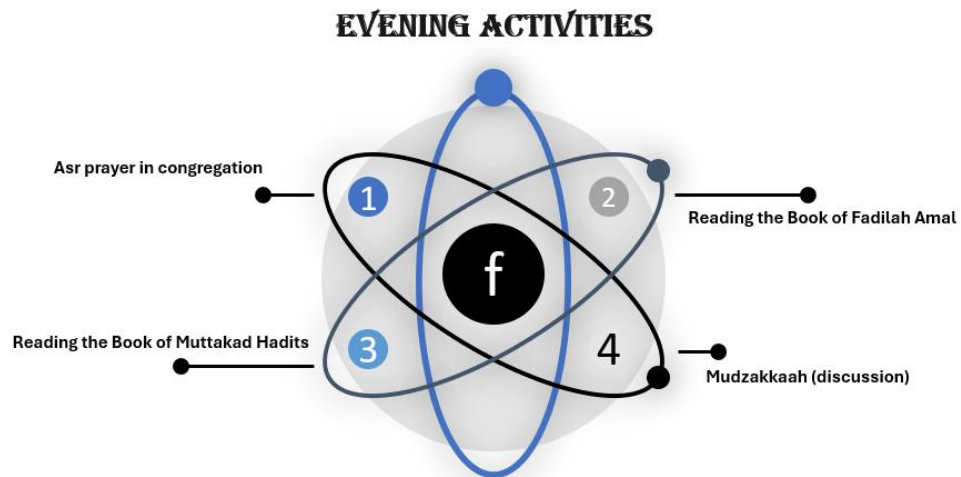 EVENING ACTIVITIES
Asr prayer in congregation
1
2
Reading the Book of Fadilah Amal
f
Reading the Book of Muttakad Hadits
3
4
Mudzakkaah (discussion)